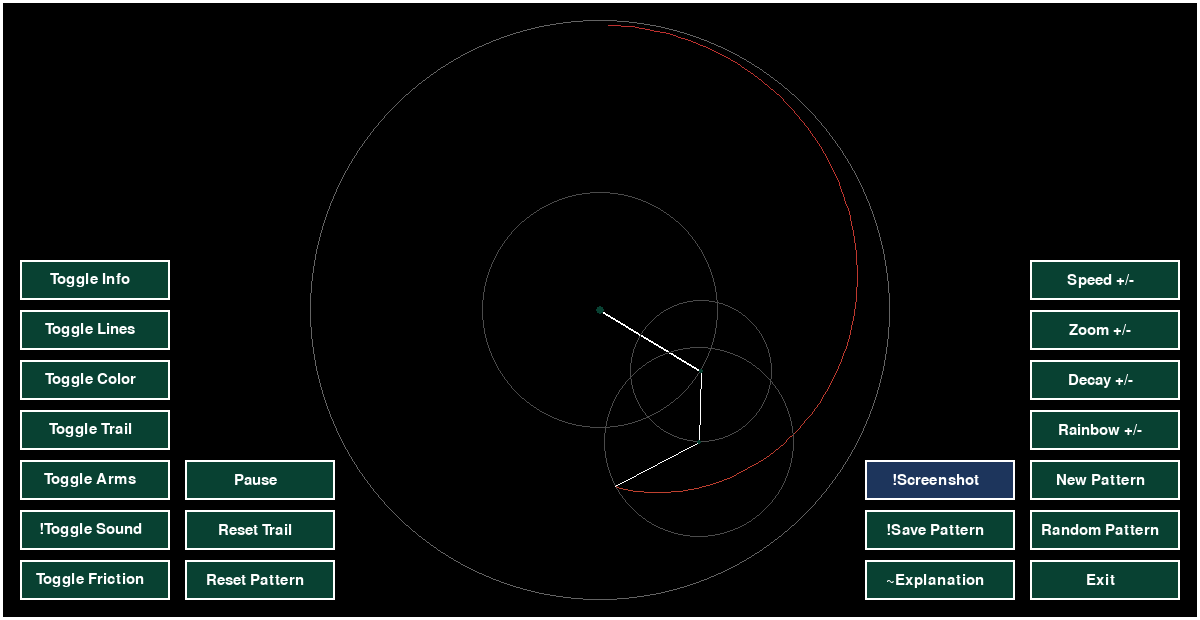 Toggle Info
Toggle Lines
Toggle Color
Toggle Trail
Toggle Arms
!Toggle Sound
Toggle Friction
Pause
Reset Trail
Reset Pattern
!Screenshot
!Save Pattern
~Explanation
Speed +/-
Zoom +/-
Decay +/-
Rainbow +/-
New Pattern
Random Pattern
Exit